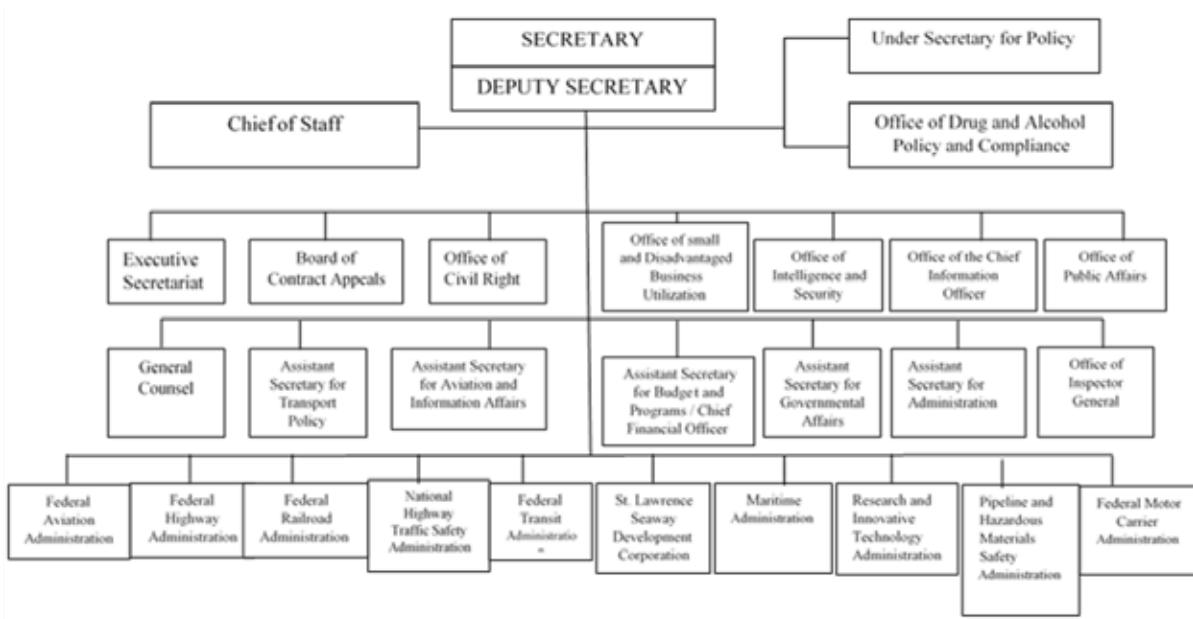 SECRETARY
DEPUTY SECRETARY
Under Secretary for Policy
Chief of Staff
Office of Drug and Alcohol
Policy and Compliance
Executive
Secretariat
Board of
Contract Appeals
Office of
Civil Right
Office of small
and Disadvantaged
Business
Utilization
Office of
Intelligence and
Security
Office of the Chief
Information
Officer
Office of
Public Affairs
General
Counsel
Assistant
Secretary for
Transport
Policy
Assistant Secretary
for Aviation and
Information Affairs
Assistant Secretary
for Budget and
Programs / Chief
Financial Officer
Assistant
Secretary for
Governmental
Affairs
Assistant
Secretary for
Administration
Office of
Inspector
General
Federal
Aviation
Administration
Federal
Highway
Administration
Federal
Railroad
Administration
National
Highway
Traffic Safety
Administration
Federal
Transit
Administratio
n
St. Lawrence
Seaway
Development
Corporation
Maritime
Administration
Research and
Innovative
Technology
Administration
Pipeline and
Hazardous
Materials
Safety
Administration
Federal Motor
Carrier
Administration